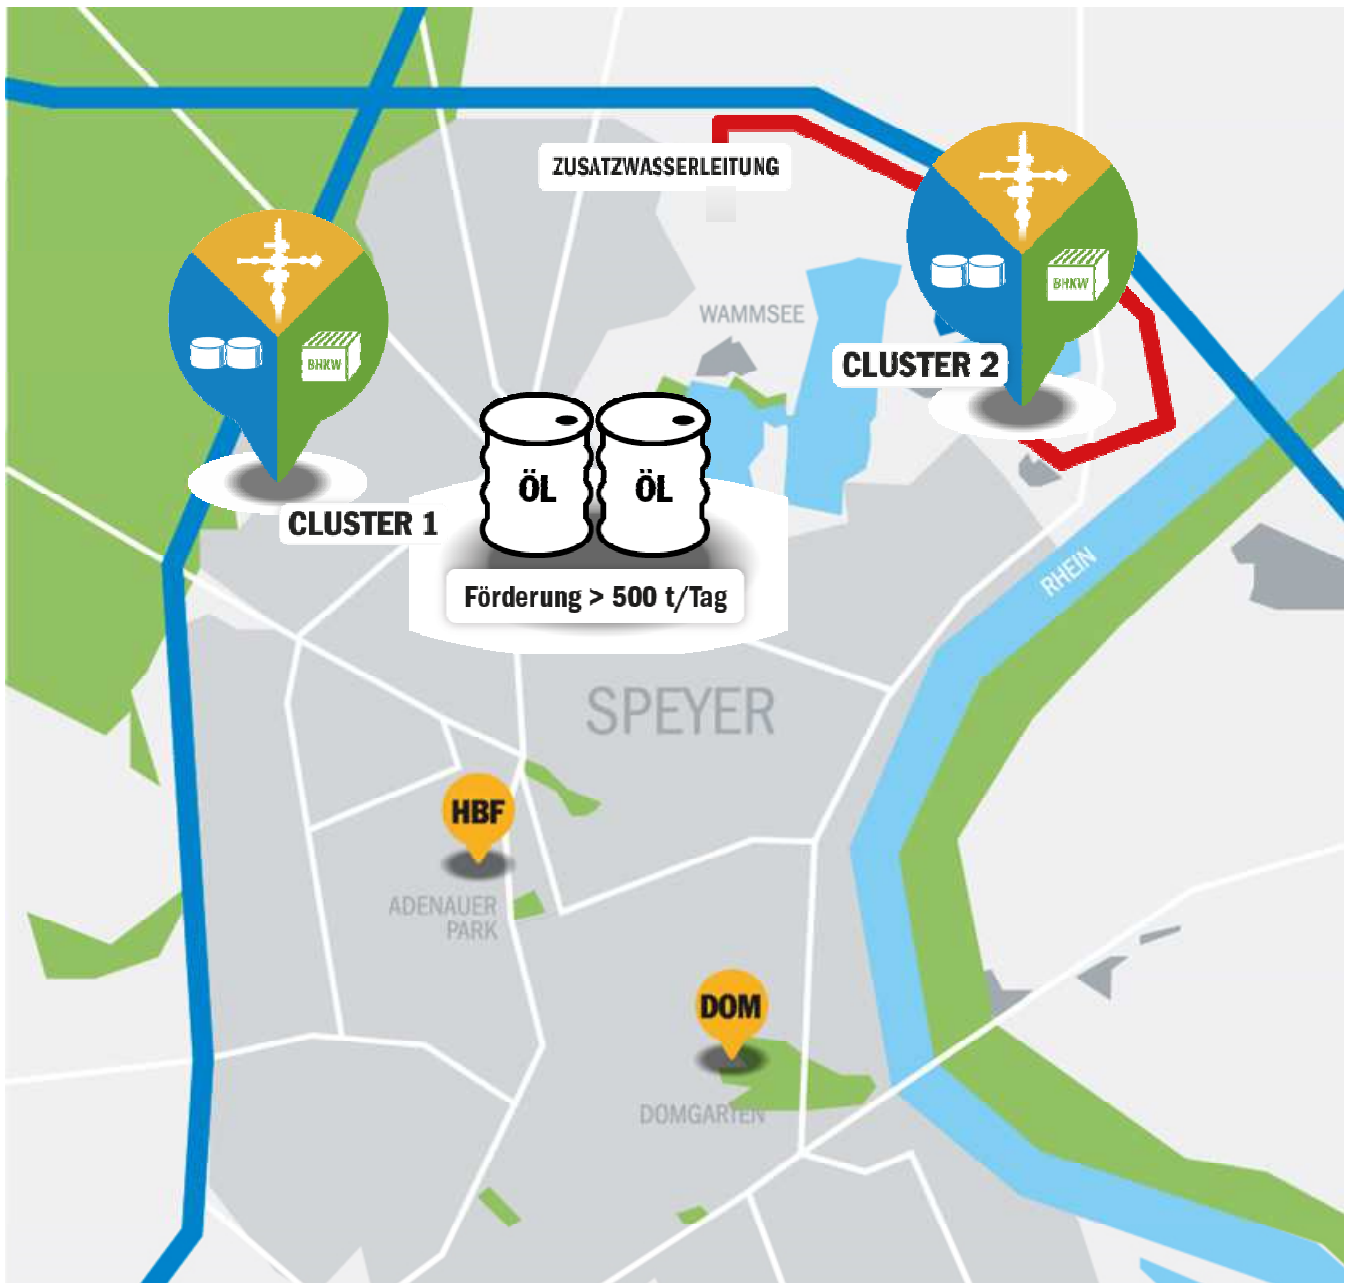 ZUSATZWASSERLEITUNG
BHKW
WAMMSEE
BHKW
CLUSTER 2
ÖL
ÖL
CLUSTER 1
Förderung > 500 t/Tag
RHEIN
SPEYER
HBF
ADENAUER
PARK
DOM
DOMGARTEN